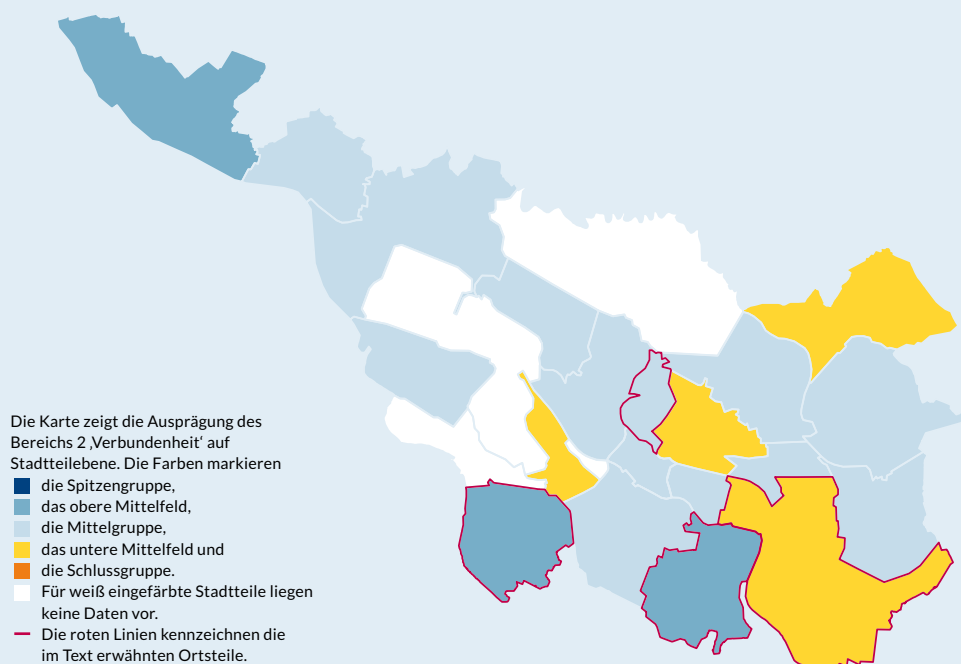 Die Karte zeigt die Ausprägung des
Bereichs 2 ‚Verbundenheit‘ auf
Stadtteilebene. Die Farben markieren
die Spitzengruppe,
das obere Mittelfeld,
die Mittelgruppe,
das untere Mittelfeld und
die Schlussgruppe.
Für weiß eingefärbte Stadtteile liegen
keine Daten vor.
Die roten Linien kennzeichnen die
im Text erwähnten Ortsteile.